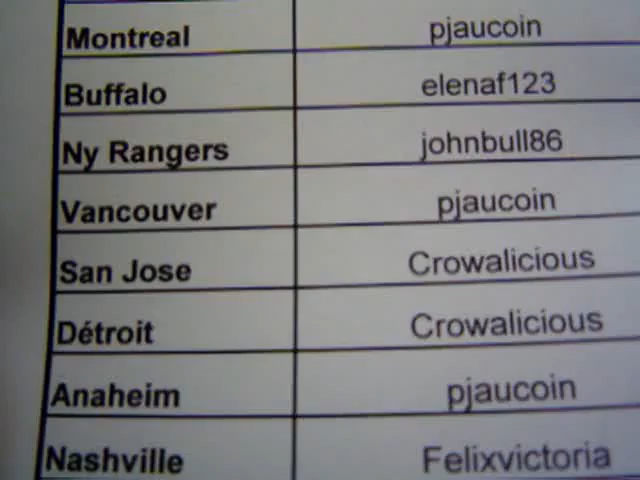 Montreal pjaucoin
Buffalo elenaf123
Ny Rangers johnbull86
Vancouver pjaucoin
San Jose Crowalicious
Détroit Crowalicious
Anaheim pjaucoin
Nashville Felixvictoria